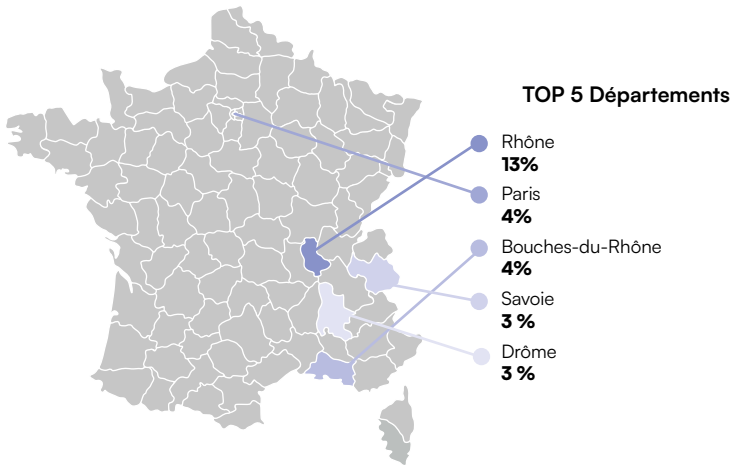 TOP 5 Départements
Rhône
13%
Paris
4%
Bouches-du-Rhône
4%
Savoie
3 %
Drôme
3 %